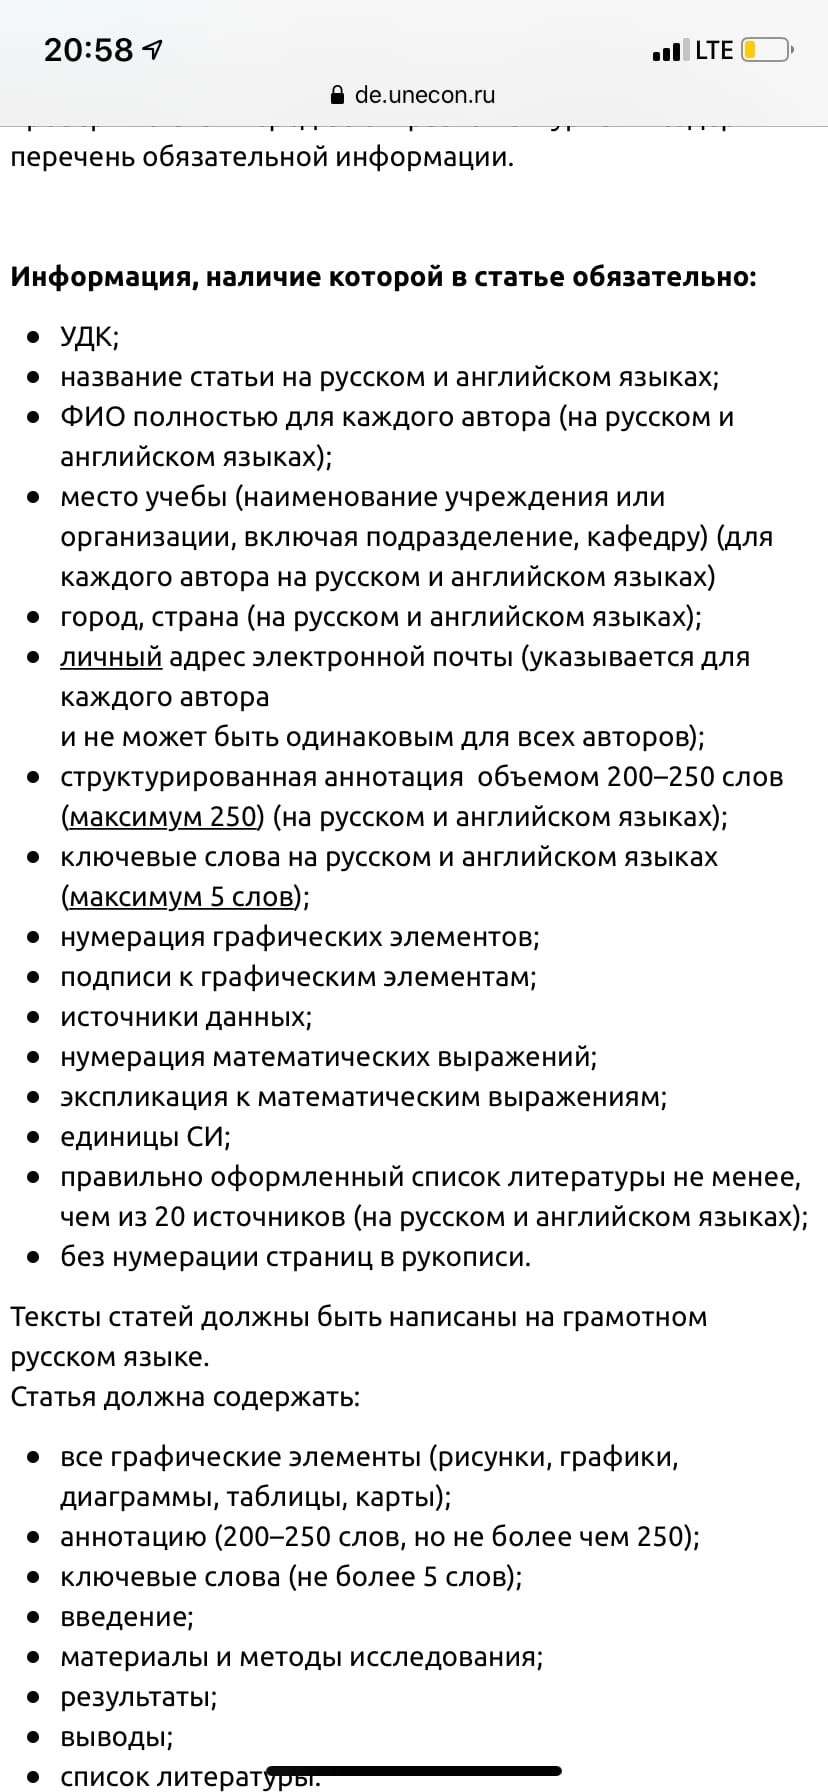 20:58
LTE
de.unecon.ru
перечень обязательной информации.
Информация, наличие которой в статье обязательно:
• УДК;
• название статьи на русском и английском языках;
• ФИО полностью для каждого автора (на русском и
английском языках);
• место учебы (наименование учреждения или
организации, включая подразделение, кафедру) (для
каждого автора на русском и английском языках)
• город, страна (на русском и английском языках);
• личный адрес электронной почты (указывается для
каждого автора
и не может быть одинаковым для всех авторов);
• структурированная аннотация объемом 200–250 слов
(максимум 250) (на русском и английском языках);
• ключевые слова на русском и английском языках
(максимум 5 слов);
• нумерация графических элементов;
• подписи к графическим элементам;
• источники данных;
• нумерация математических выражений;
• экспликация к математическим выражениям;
• единицы СИ;
• правильно оформленный список литературы не менее,
чем из 20 источников (на русском и английском языках);
• без нумерации страниц в рукописи.
Тексты статей должны быть написаны на грамотном
русском языке.
Статья должна содержать:
• все графические элементы (рисунки, графики,
диаграммы, таблицы, карты);
• аннотацию (200–250 слов, но не более чем 250);
• ключевые слова (не более 5 слов);
• введение;
• материалы и методы исследования;
• результаты;
• выводы;
• список литературы.